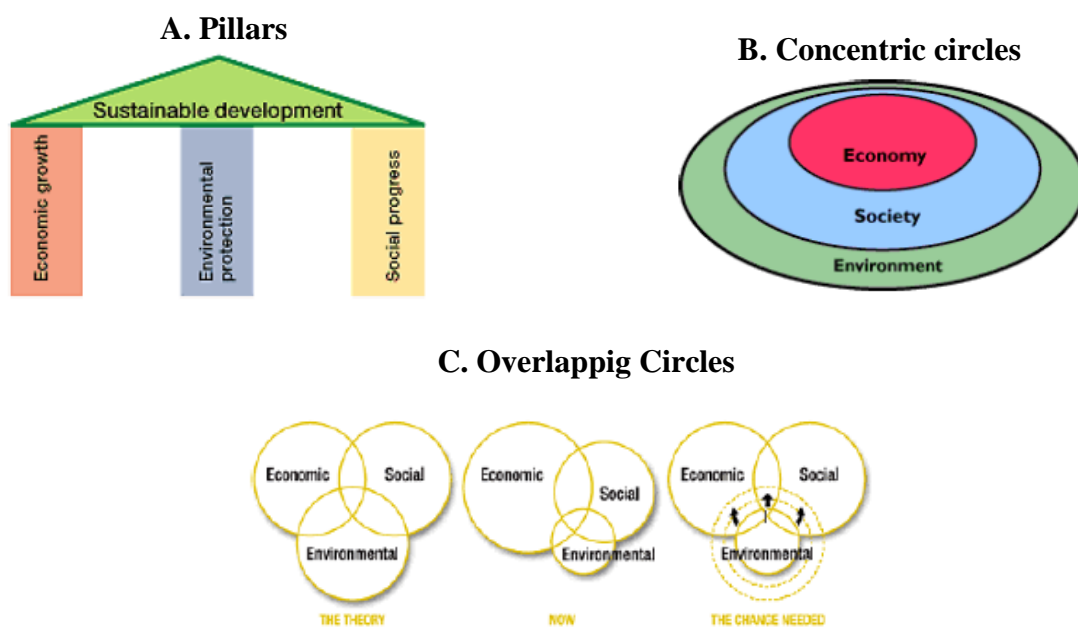 A. Pillars
Sustainable development
Economic growth
Environmental
protection
Social progress
B. Concentric circles
Economy
Society
Environment
C. Overlappig Circles
Economic
Social
Environmental
THE THEORY
Economic
Social
Environmental
NOW
Economic
Social
Environmental
THE CHANGE NEEDED